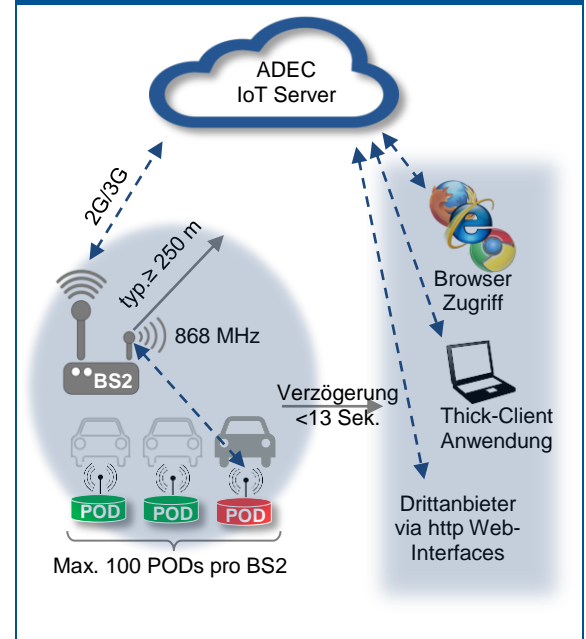 ADEC
IoT Server
2G/3G
typ.≥ 250 m
868 MHz
BS2
Browser
Zugriff
Verzögerung
<13 Sek.
Thick-Client
Anwendung
POD
POD
POD
Drittanbieter
via http Web-
Interfaces
Max. 100 PODs pro BS2